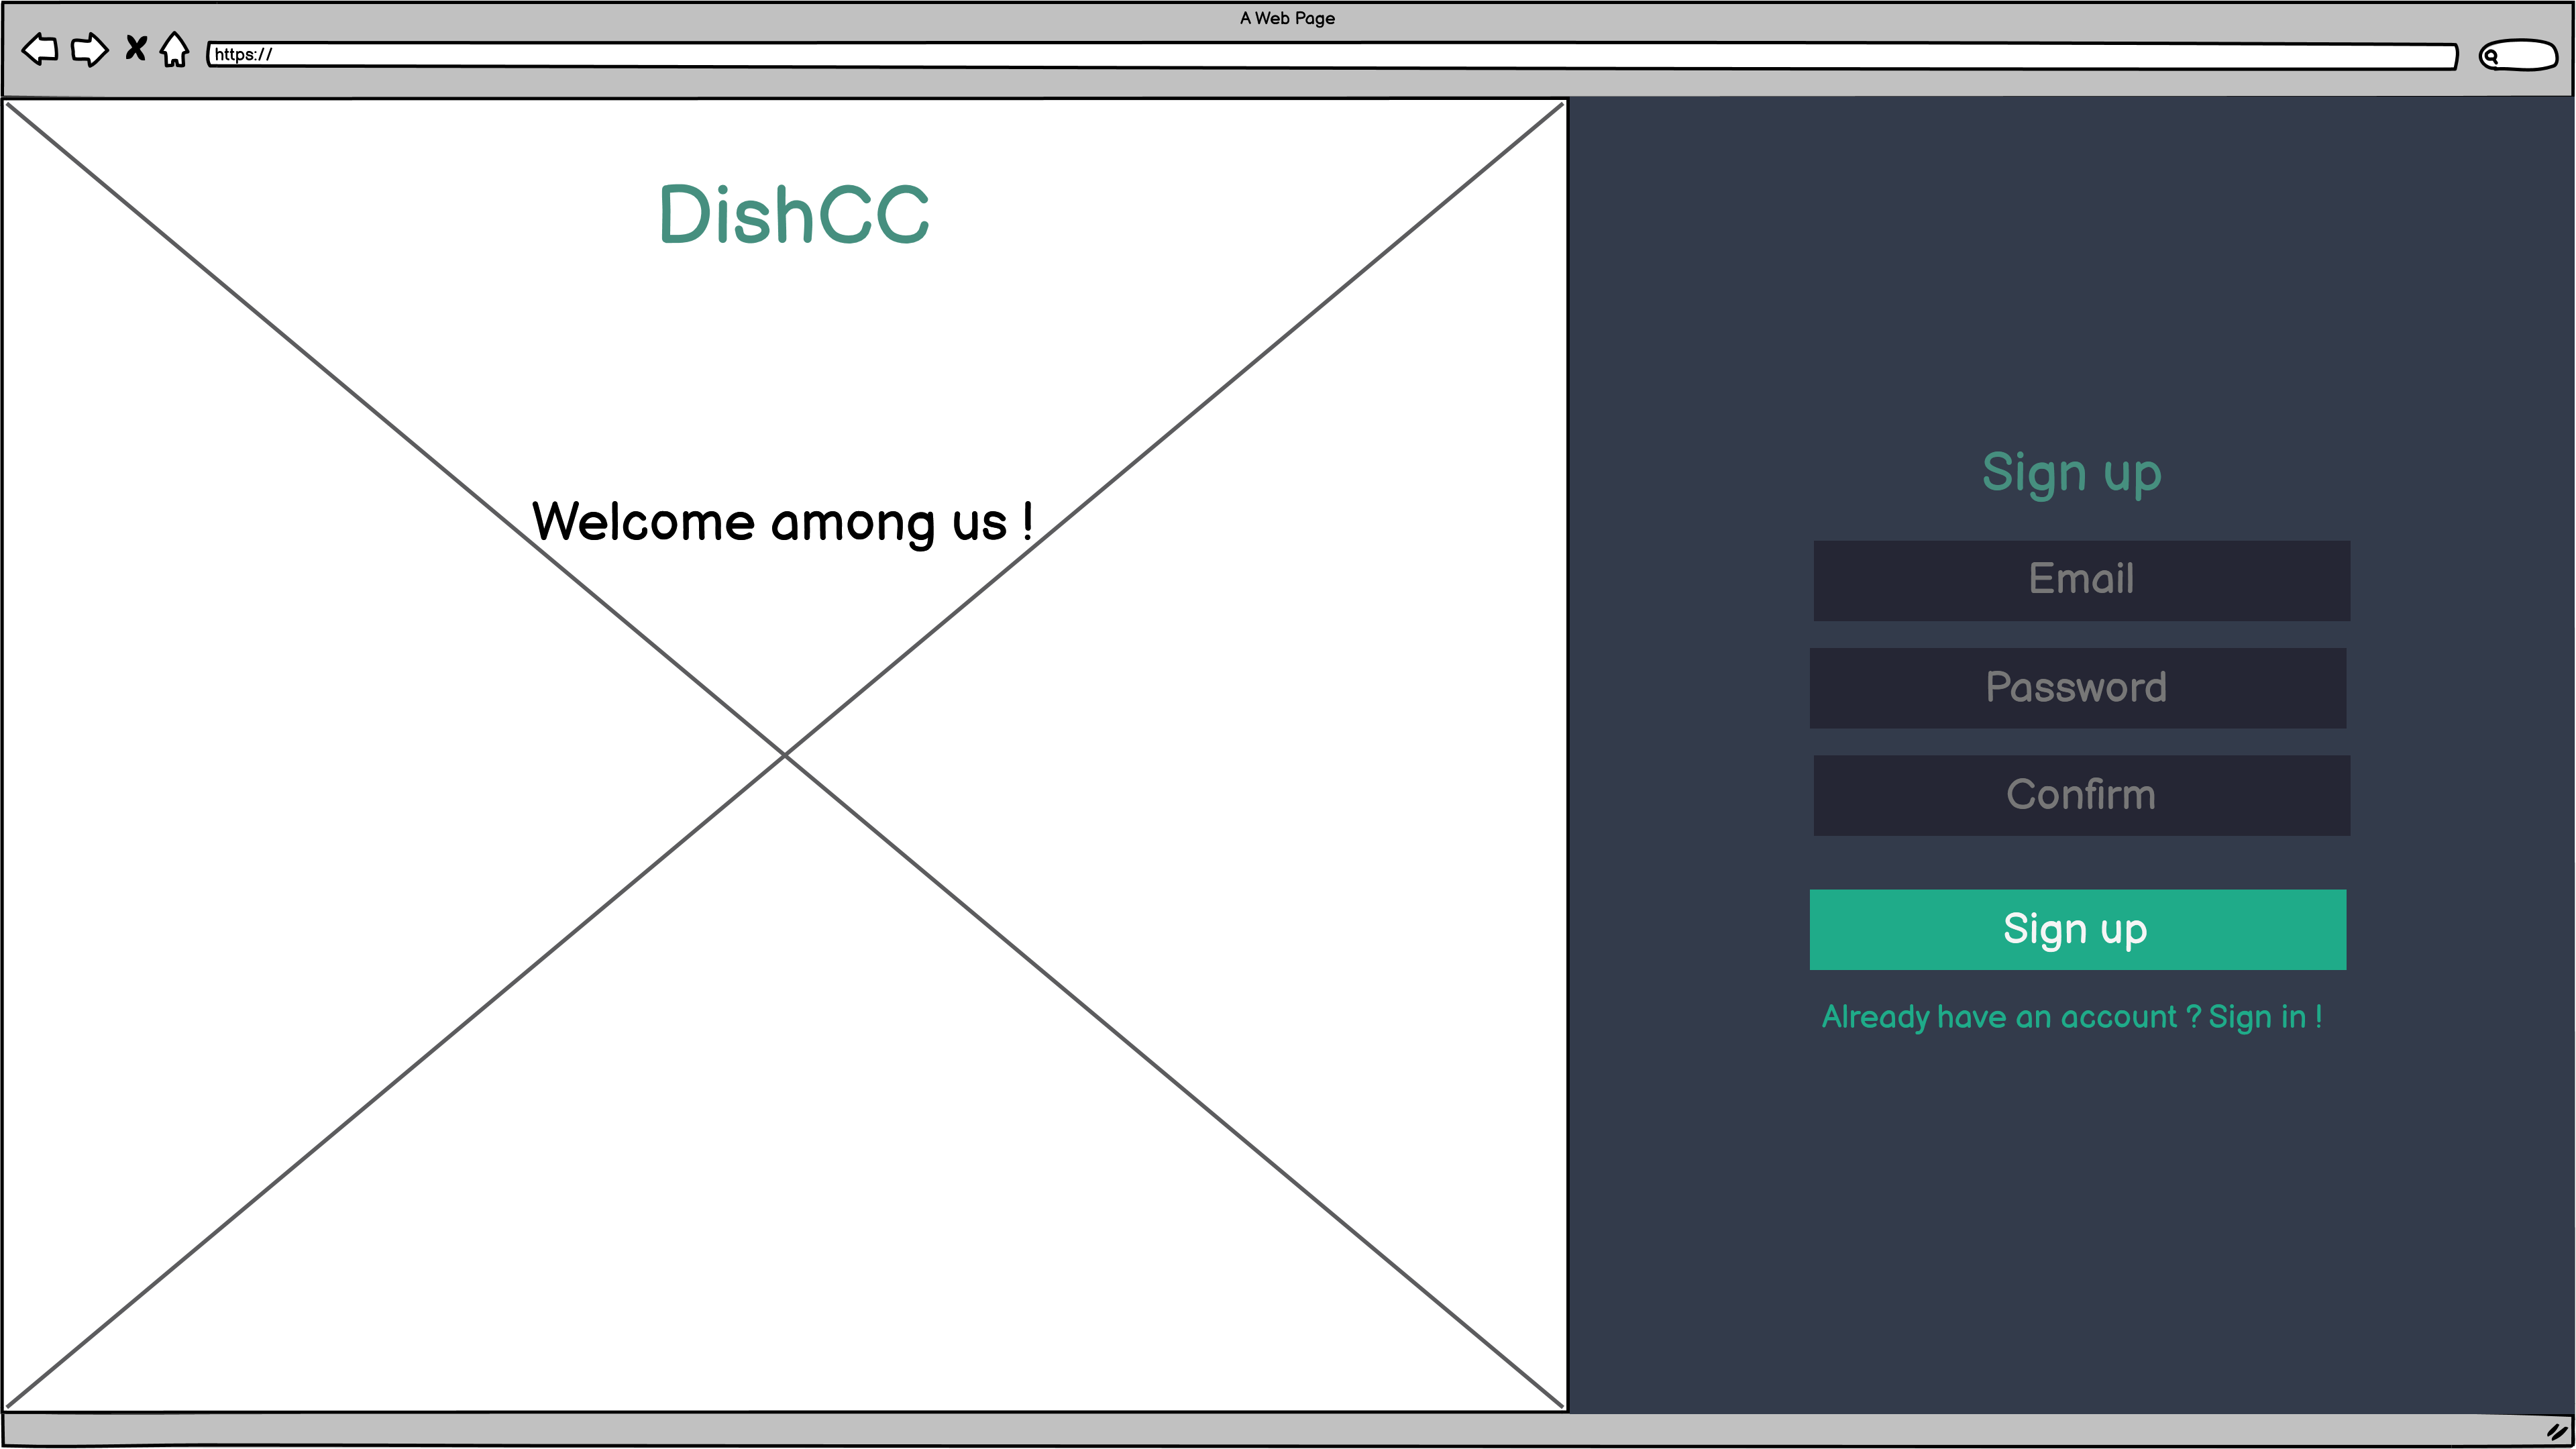 A Web Page
https://
DishCC
Welcome among us !
Sign up
Email
Password
Confirm
Sign up
Already have an account ? Sign in !